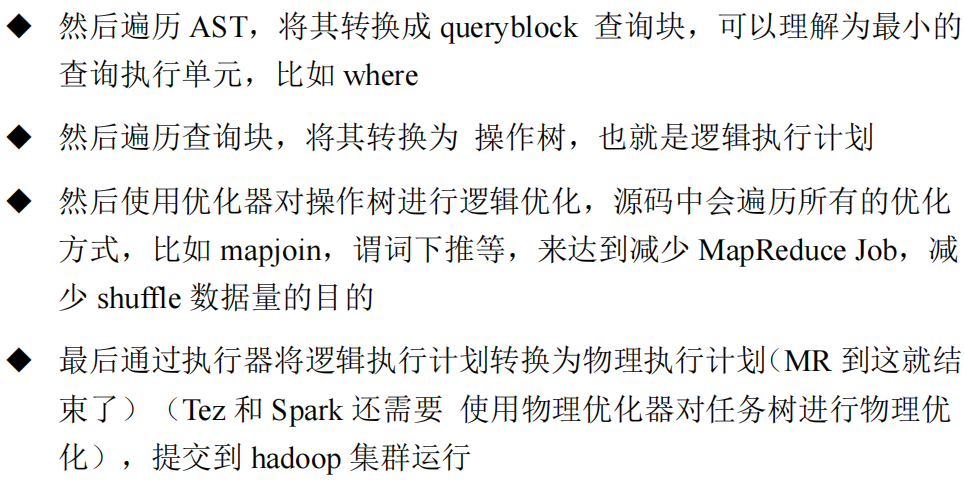 ◆ 然后遍历 AST，将其转换成 queryblock 查询块，可以理解为最小的
查询执行单元，比如 where
◆ 然后遍历查询块，将其转换为 操作树，也就是逻辑执行计划
◆ 然后使用优化器对操作树进行逻辑优化，源码中会遍历所有的优化
方式，比如 mapjoin，谓词下推等，来达到减少 MapReduce Job，减
少 shuffle 数据量的目的
◆ 最后通过执行器将逻辑执行计划转换为物理执行计划（MR 到这就结
束了）（Tez 和 Spark 还需要 使用物理优化器对任务树进行物理优
化），提交到 hadoop 集群运行